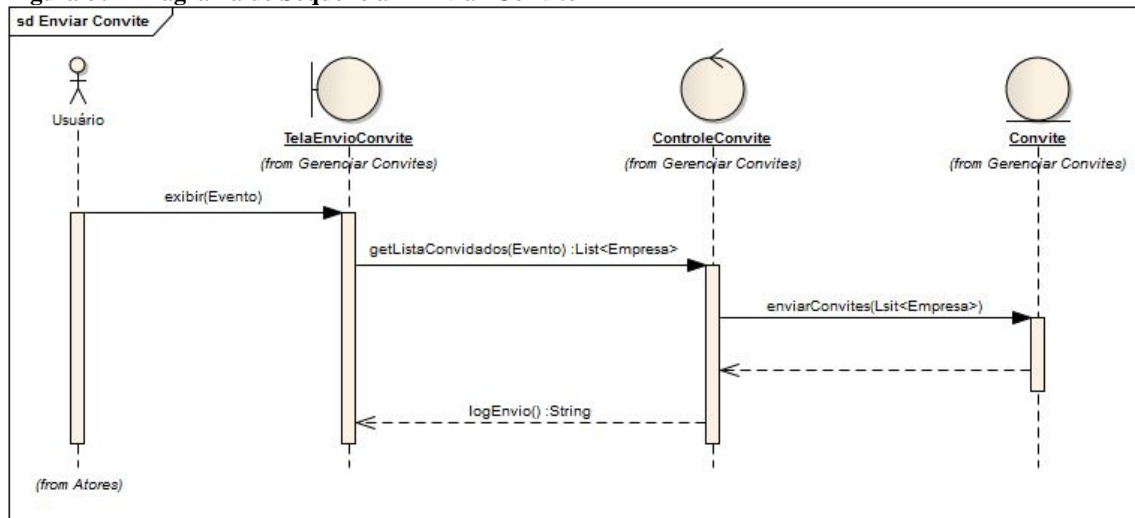 sd Enviar Convite
Usuário
TelaEnvioConvite
(from Gerenciar Convites)
ControleConvite
(from Gerenciar Convites)
Convite
(from Gerenciar Convites)
exibir(Evento)
getListaConvidados(Evento) :List<Empresa>
enviarConvites(Lsit<Empresa>)
logEnvio() :String
(from Atores)